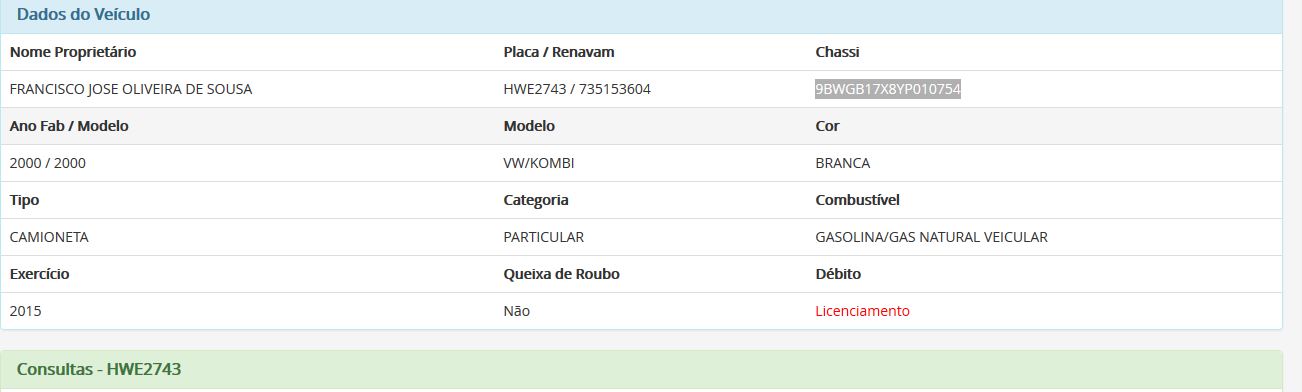 Dados do Veículo
Nome Proprietário Placa / Renavam Chassi
FRANCISCO JOSE OLIVEIRA DE SOUSA HWE2743 / 735153604 9BWGB17X8YP010754
Ano Fab / Modelo Modelo Cor
2000 / 2000 VW/KOMBI BRANCA
Tipo Categoria Combustível
CAMIONETA PARTICULAR GASOLINA/GAS NATURAL VEICULAR
Exercício Queixa de Roubo Débito
2015 Não Licenciamento
Consultas - HWE2743